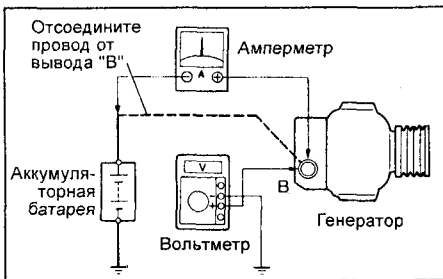 Отсоедините
провод от
вывода "В"
Амперметр
A
Аккумуля-
торная
батарея
V
Вольтметр
В
Генератор